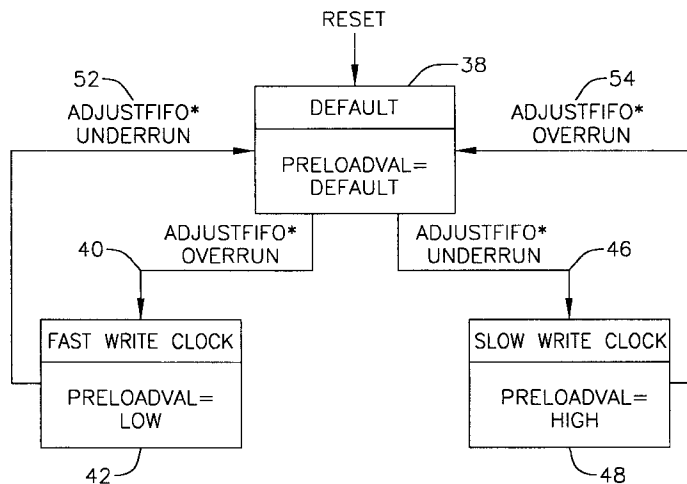 RESET
38
52
54
DEFAULT
ADJUSTFIFO*
UNDERRUN
ADJUSTFIFO*
OVERRUN
PRELOADVAL=
DEFAULT
40
ADJUSTFIFO*
OVERRUN
ADJUSTFIFO*
UNDERRUN
46
FAST WRITE CLOCK
SLOW WRITE CLOCK
PRELOADVAL=
LOW
PRELOADVAL=
HIGH
42
48